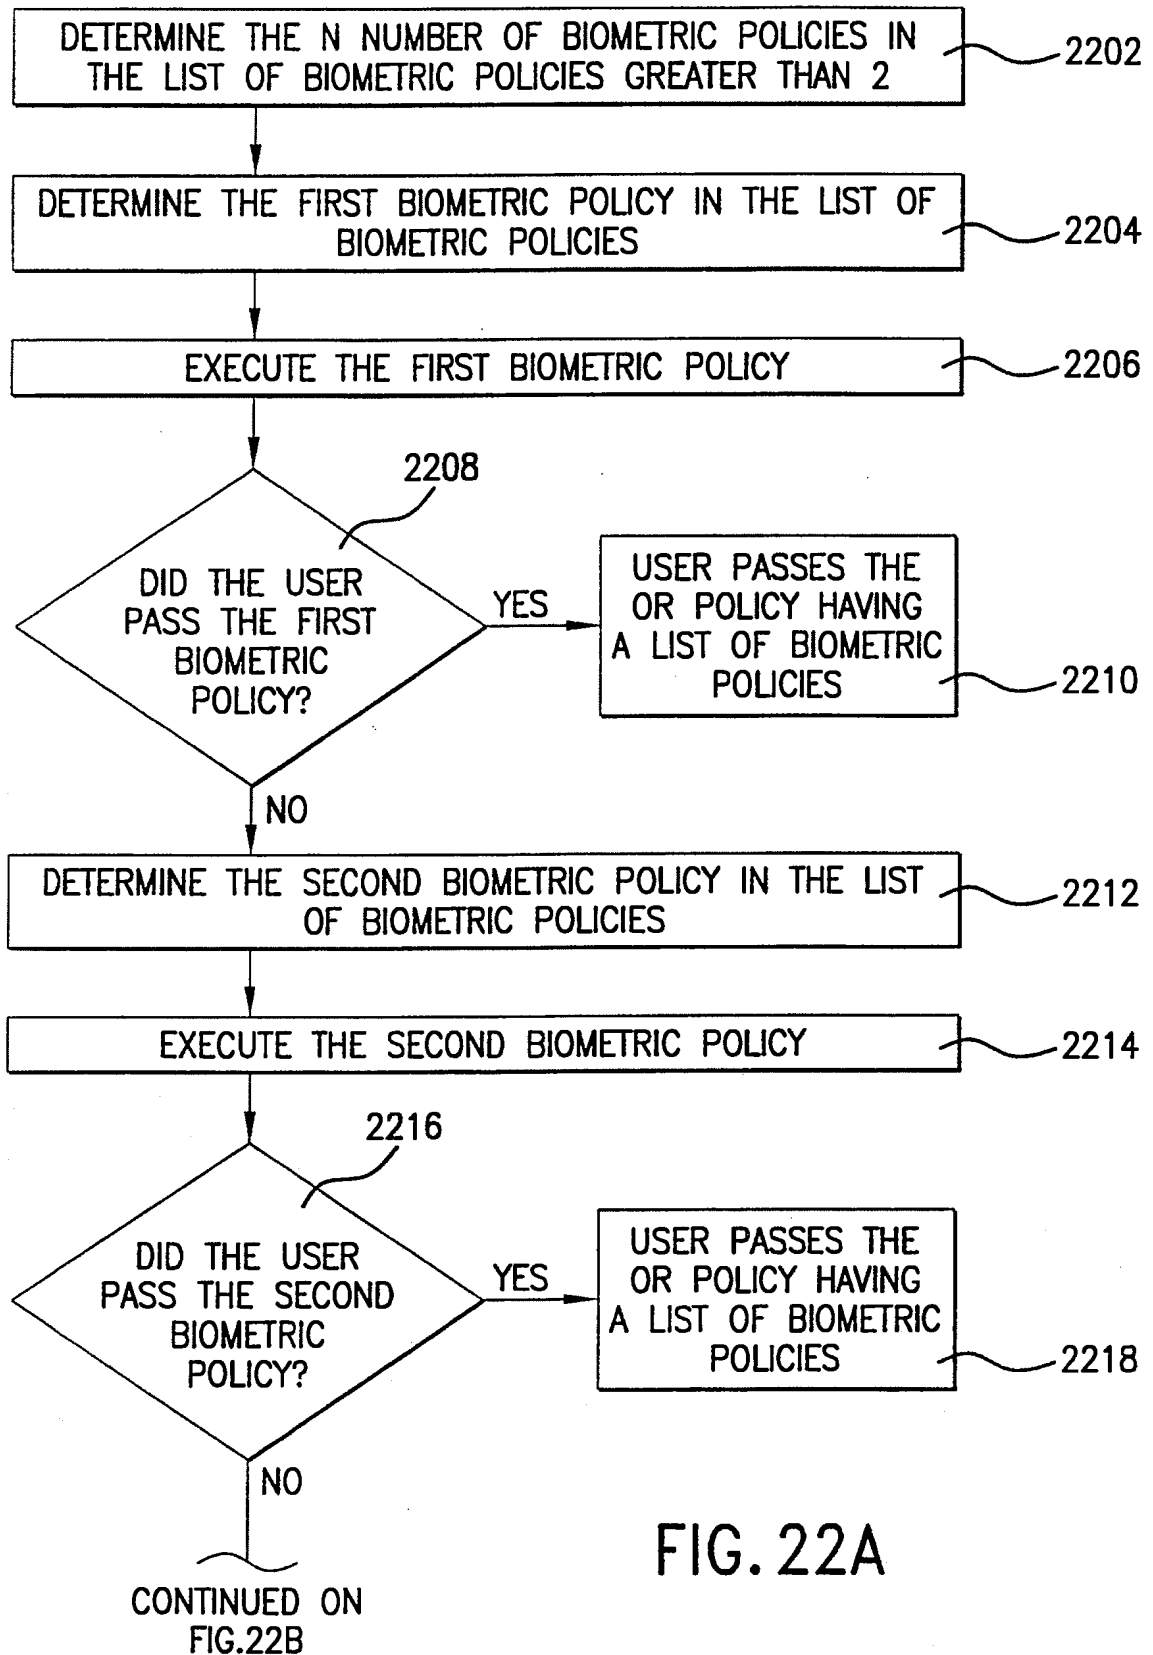 DETERMINE THE N NUMBER OF BIOMETRIC POLICIES IN
THE LIST OF BIOMETRIC POLICIES GREATER THAN 2
2202
DETERMINE THE FIRST BIOMETRIC POLICY IN THE LIST OF
BIOMETRIC POLICIES
2204
EXECUTE THE FIRST BIOMETRIC POLICY
2206
2208
DID THE USER
PASS THE FIRST
BIOMETRIC
POLICY?
YES
USER PASSES THE
OR POLICY HAVING
A LIST OF BIOMETRIC
POLICIES
2210
NO
DETERMINE THE SECOND BIOMETRIC POLICY IN THE LIST
OF BIOMETRIC POLICIES
2212
EXECUTE THE SECOND BIOMETRIC POLICY
2214
2216
DID THE USER
PASS THE SECOND
BIOMETRIC
POLICY?
YES
USER PASSES THE
OR POLICY HAVING
A LIST OF BIOMETRIC
POLICIES
2218
NO
CONTINUED ON
FIG.22B
FIG. 22A